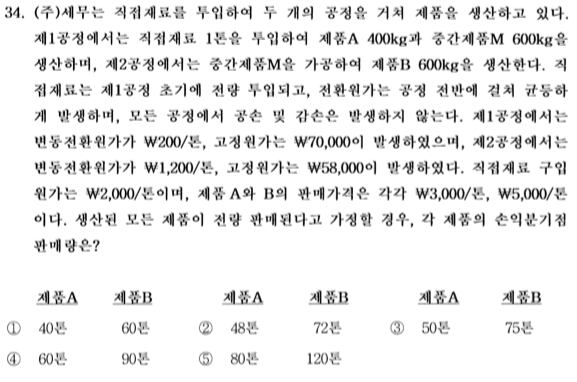 34. (주)세무는 직접재료를 투입하여 두 개의 공정을 거쳐 제품을 생산하고 있다.
제1공정에서는 직접재료 1톤을 투입하여 제품A 400kg과 중간제품M 600kg을
생산하며, 제2공정에서는 중간제품M을 가공하여 제품B 600kg을 생산한다. 직
접재료는 제1공정 초기에 전량 투입되고, 전환원가는 공정 전반에 걸쳐 균등하
게 발생하며, 모든 공정에서 공손 및 감손은 발생하지 않는다. 제1공정에서는
변동전환원가가 ₩200/톤, 고정원가는 ₩70,000이 발생하였으며, 제2공정에서는
변동전환원가가 ₩1,200/톤, 고정원가는 ₩58,000이 발생하였다. 직접재료 구입
원가는 ₩2,000/톤이며, 제품 A와 B의 판매가격은 각각 ₩3,000/톤, ₩5,000/톤
이다. 생산된 모든 제품이 전량 판매된다고 가정할 경우, 각 제품의 손익분기점
판매량은?
제품A 제품B 제품A 제품B 제품A 제품B
① 40톤 60톤 ② 48톤 72톤 ③ 50톤 75톤
④ 60톤 90톤 ⑤ 80톤 120톤